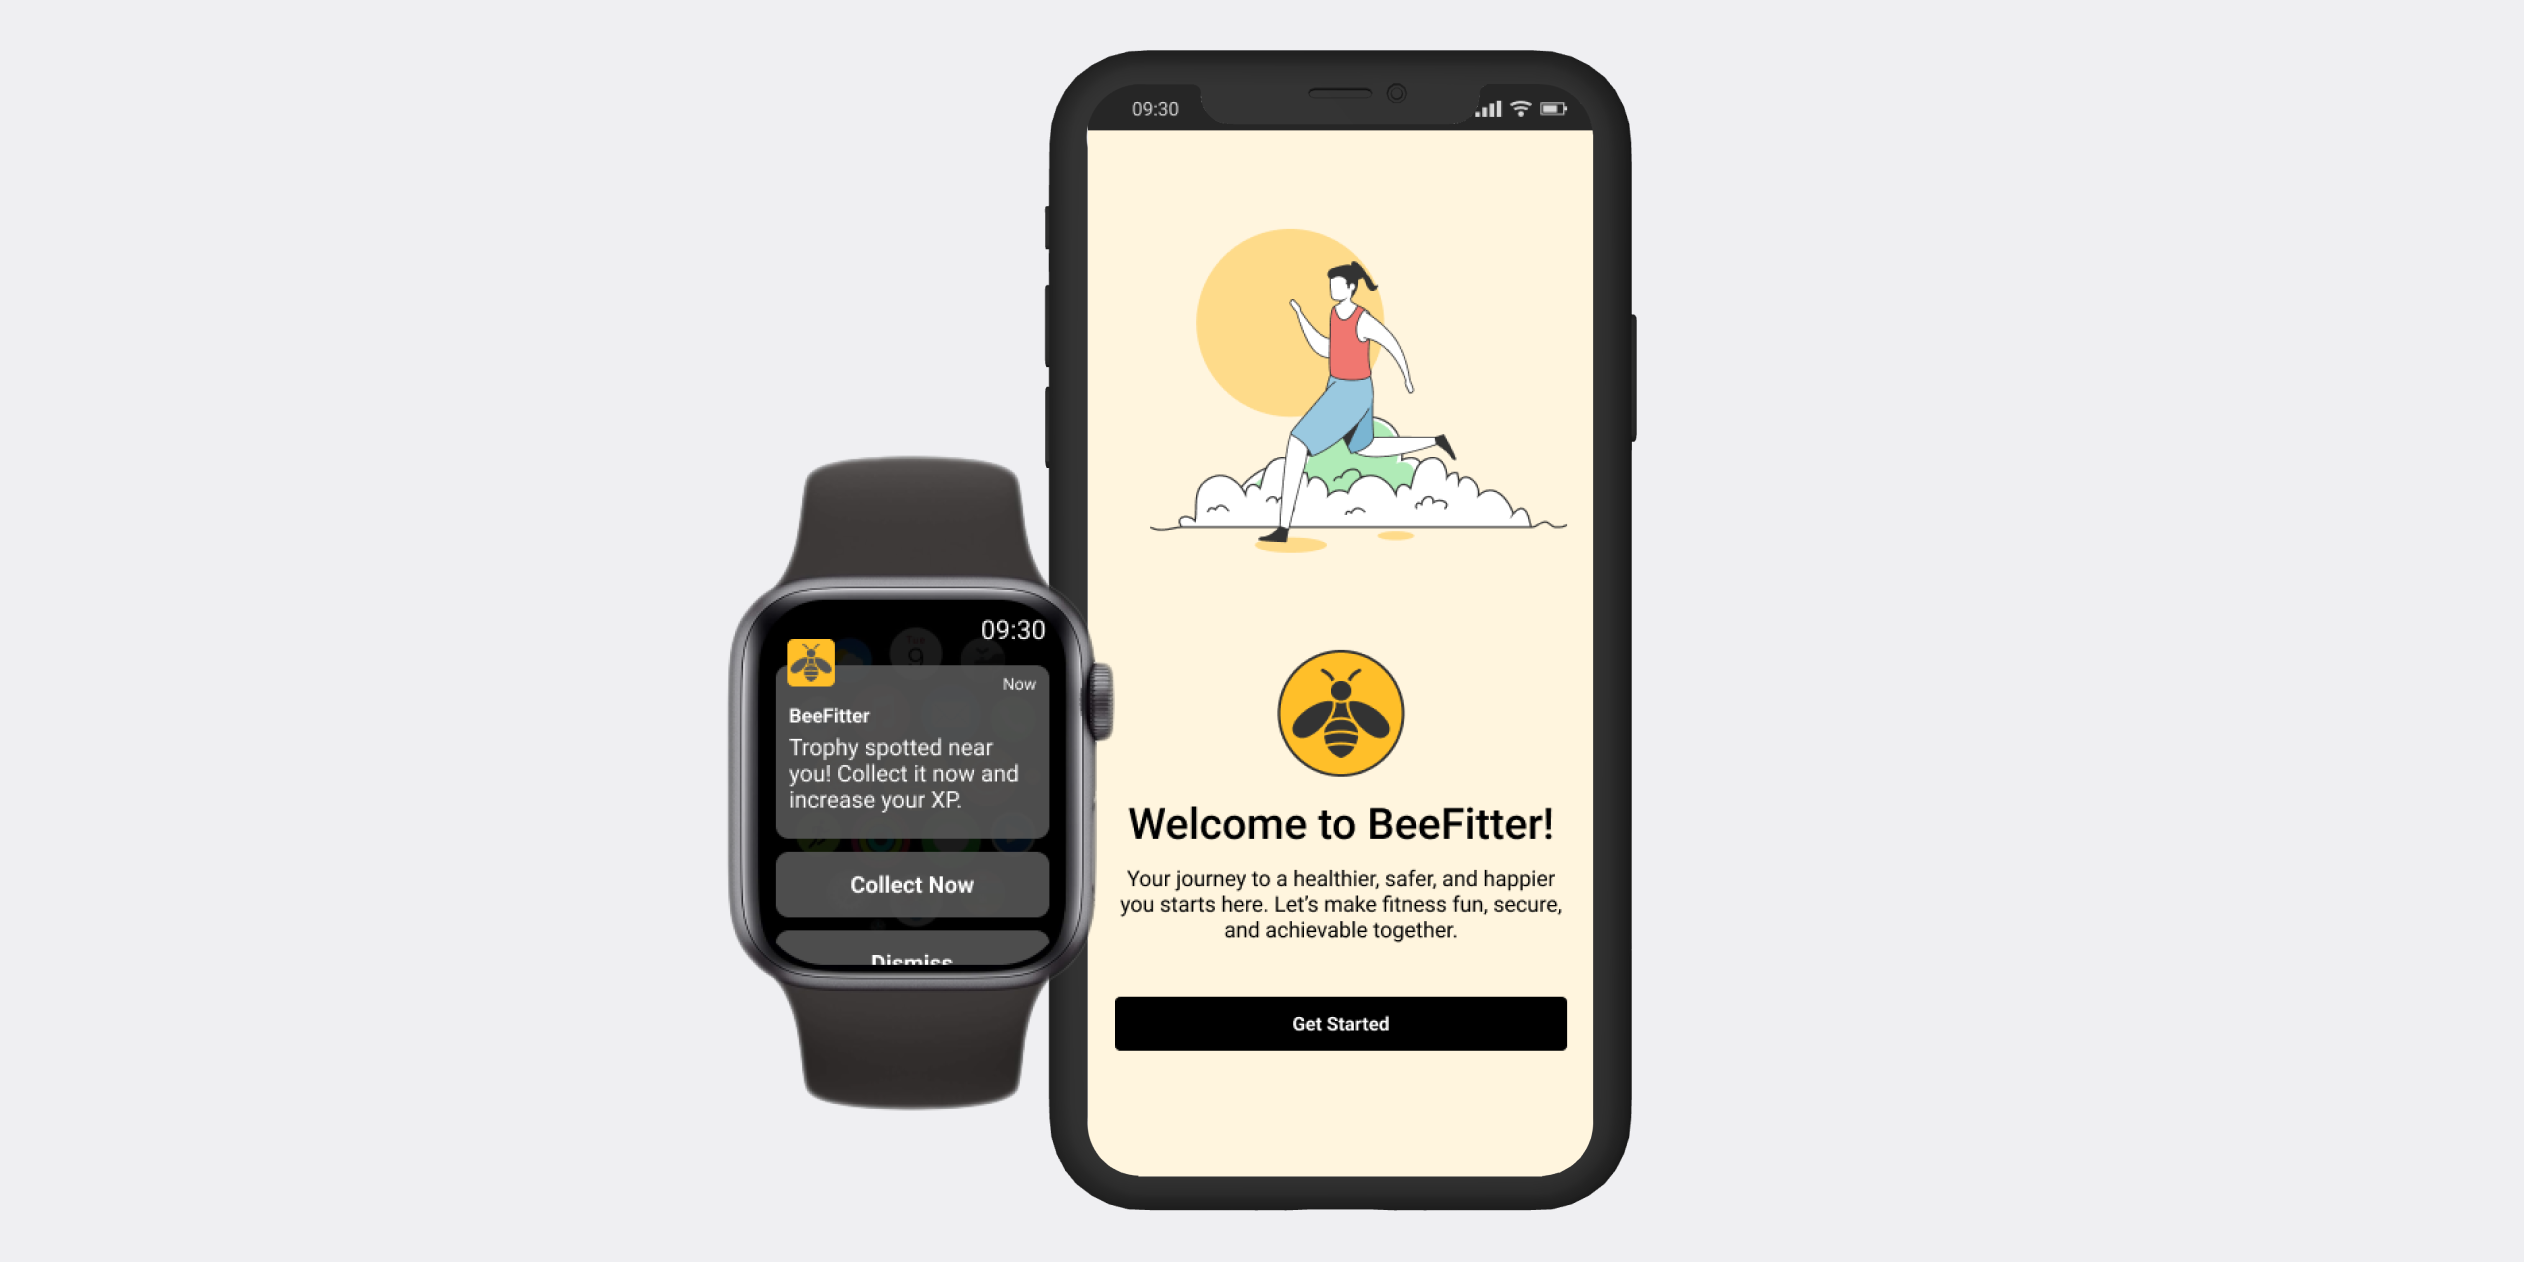 09:30
Now
BeeFitter
Trophy spotted near
you! Collect it now and
increase your XP.
Collect Now
Dismiss
09:30
Welcome to BeeFitter!
Your journey to a healthier, safer, and happier
you starts here. Let’s make fitness fun, secure,
and achievable together.
Get Started